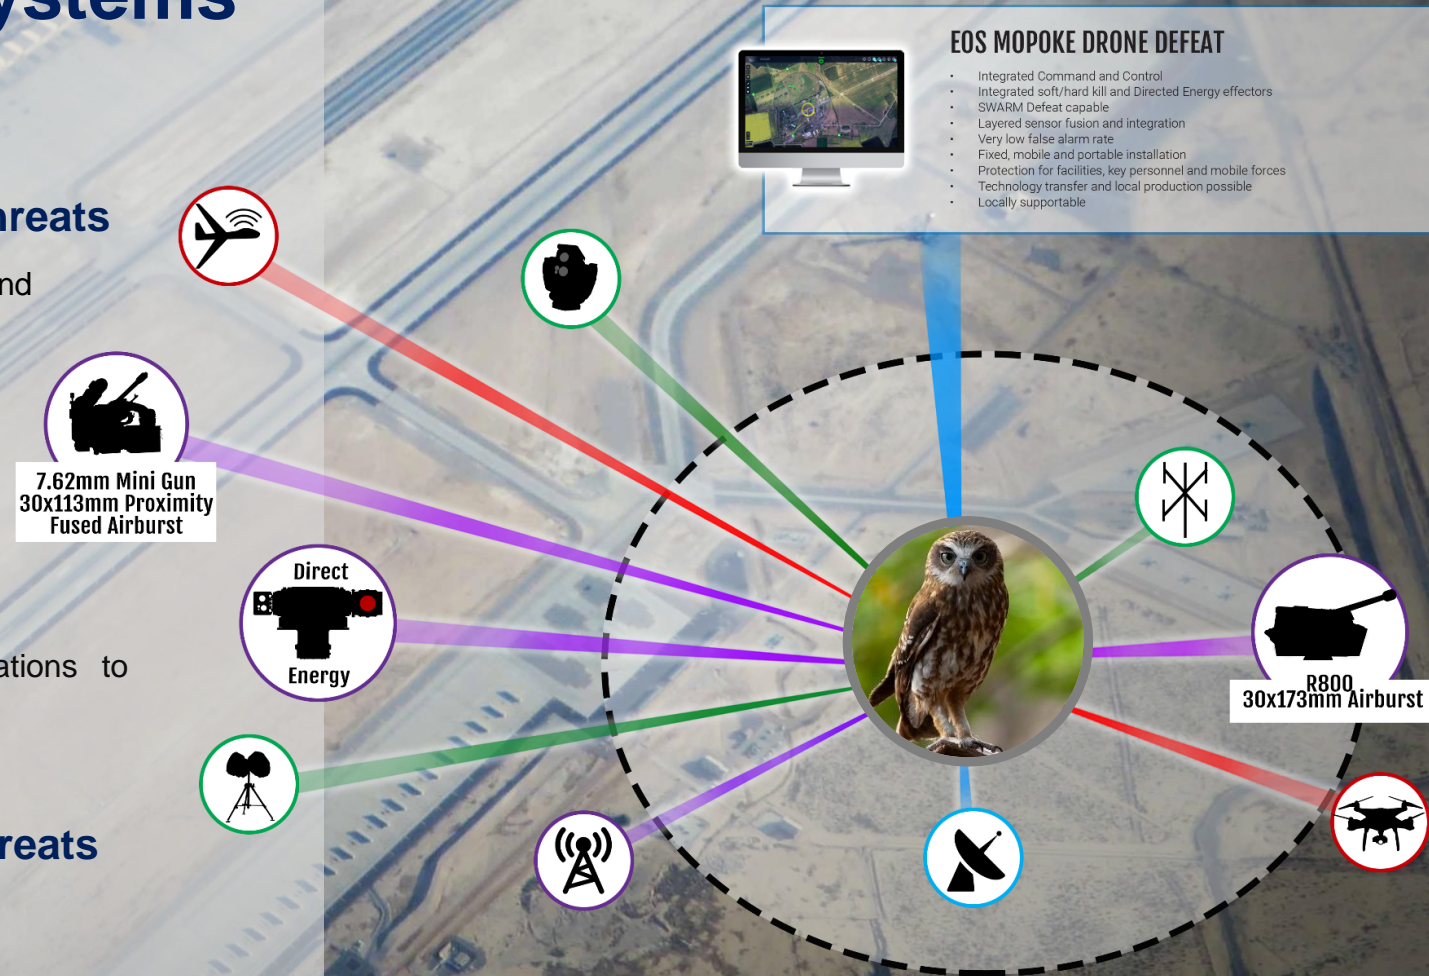 ystems
EOS MOPOKE DRONE DEFEAT
• Integrated Command and Control
• Integrated soft/hard kill and Directed Energy effectors
• SWARM Defeat capable
• Layered sensor fusion and integration
• Very low false alarm rate
• Fixed, mobile and portable installation
• Protection for facilities, key personnel and mobile forces
• Technology transfer and local production possible
• Locally supportable
hreats
nd
7.62mm Mini Gun
30x113mm Proximity
Fused Airburst
Direct
Energy
ations to
R800
30x173mm Airburst
reats